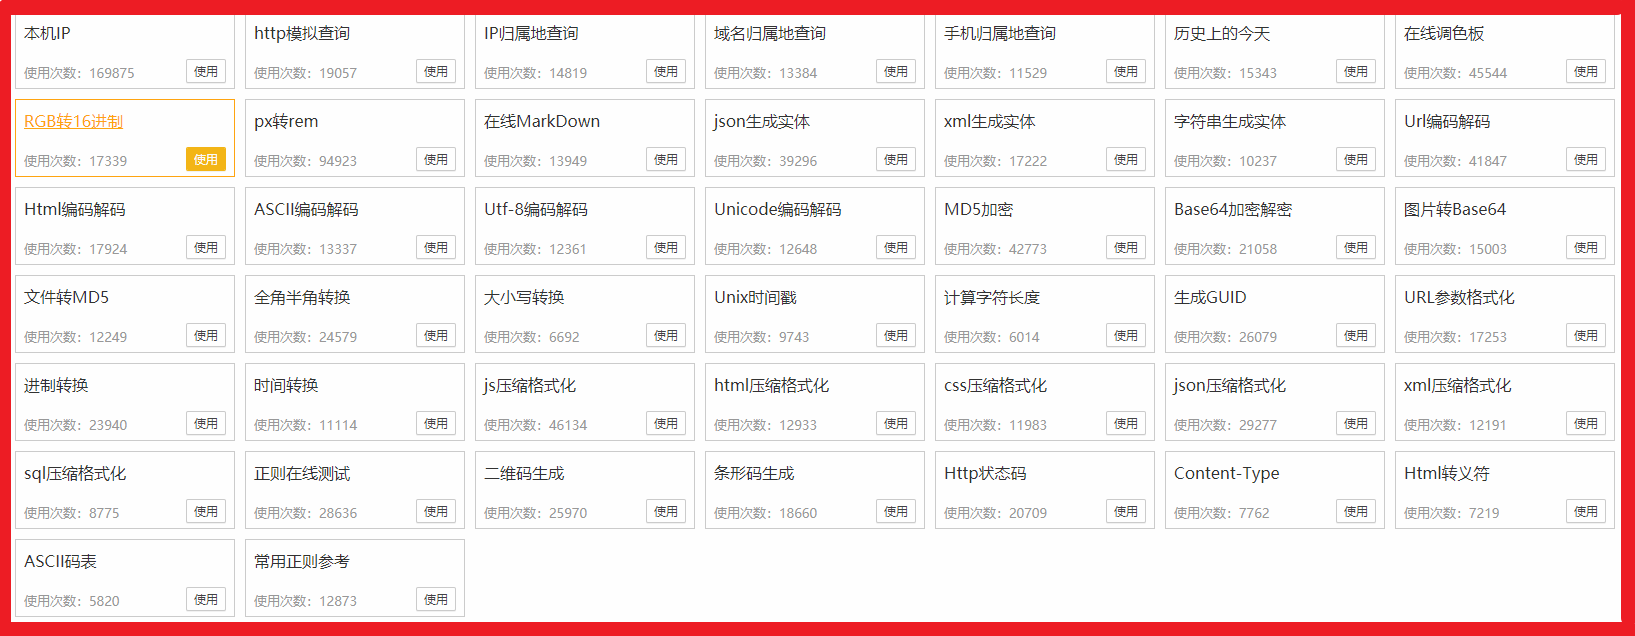 本机IP
使用次数：169875 使用
http模拟查询
使用次数：19057 使用
IP归属地查询
使用次数：14819 使用
域名归属地查询
使用次数：13384 使用
手机归属地查询
使用次数：11529 使用
历史上的今天
使用次数：15343 使用
在线调色板
使用次数：45544 使用
RGB转16进制
使用次数：17339 使用
px转rem
使用次数：94923 使用
在线MarkDown
使用次数：13949 使用
json生成实体
使用次数：39296 使用
xml生成实体
使用次数：17222 使用
字符串生成实体
使用次数：10237 使用
Url编码解码
使用次数：41847 使用
Html编码解码
使用次数：17924 使用
ASCII编码解码
使用次数：13337 使用
Utf-8编码解码
使用次数：12361 使用
Unicode编码解码
使用次数：12648 使用
MD5加密
使用次数：42773 使用
Base64加密解密
使用次数：21058 使用
图片转Base64
使用次数：15003 使用
文件转MD5
使用次数：12249 使用
全角半角转换
使用次数：24579 使用
大小写转换
使用次数：6692 使用
Unix时间戳
使用次数：9743 使用
计算字符长度
使用次数：6014 使用
生成GUID
使用次数：26079 使用
URL参数格式化
使用次数：17253 使用
进制转换
使用次数：23940 使用
时间转换
使用次数：11114 使用
js压缩格式化
使用次数：46134 使用
html压缩格式化
使用次数：12933 使用
css压缩格式化
使用次数：11983 使用
json压缩格式化
使用次数：29277 使用
xml压缩格式化
使用次数：12191 使用
sql压缩格式化
使用次数：8775 使用
正则在线测试
使用次数：28636 使用
二维码生成
使用次数：25970 使用
条形码生成
使用次数：18660 使用
Http状态码
使用次数：20709 使用
Content-Type
使用次数：7762 使用
Html转义符
使用次数：7219 使用
ASCII码表
使用次数：5820 使用
常用正则参考
使用次数：12873 使用